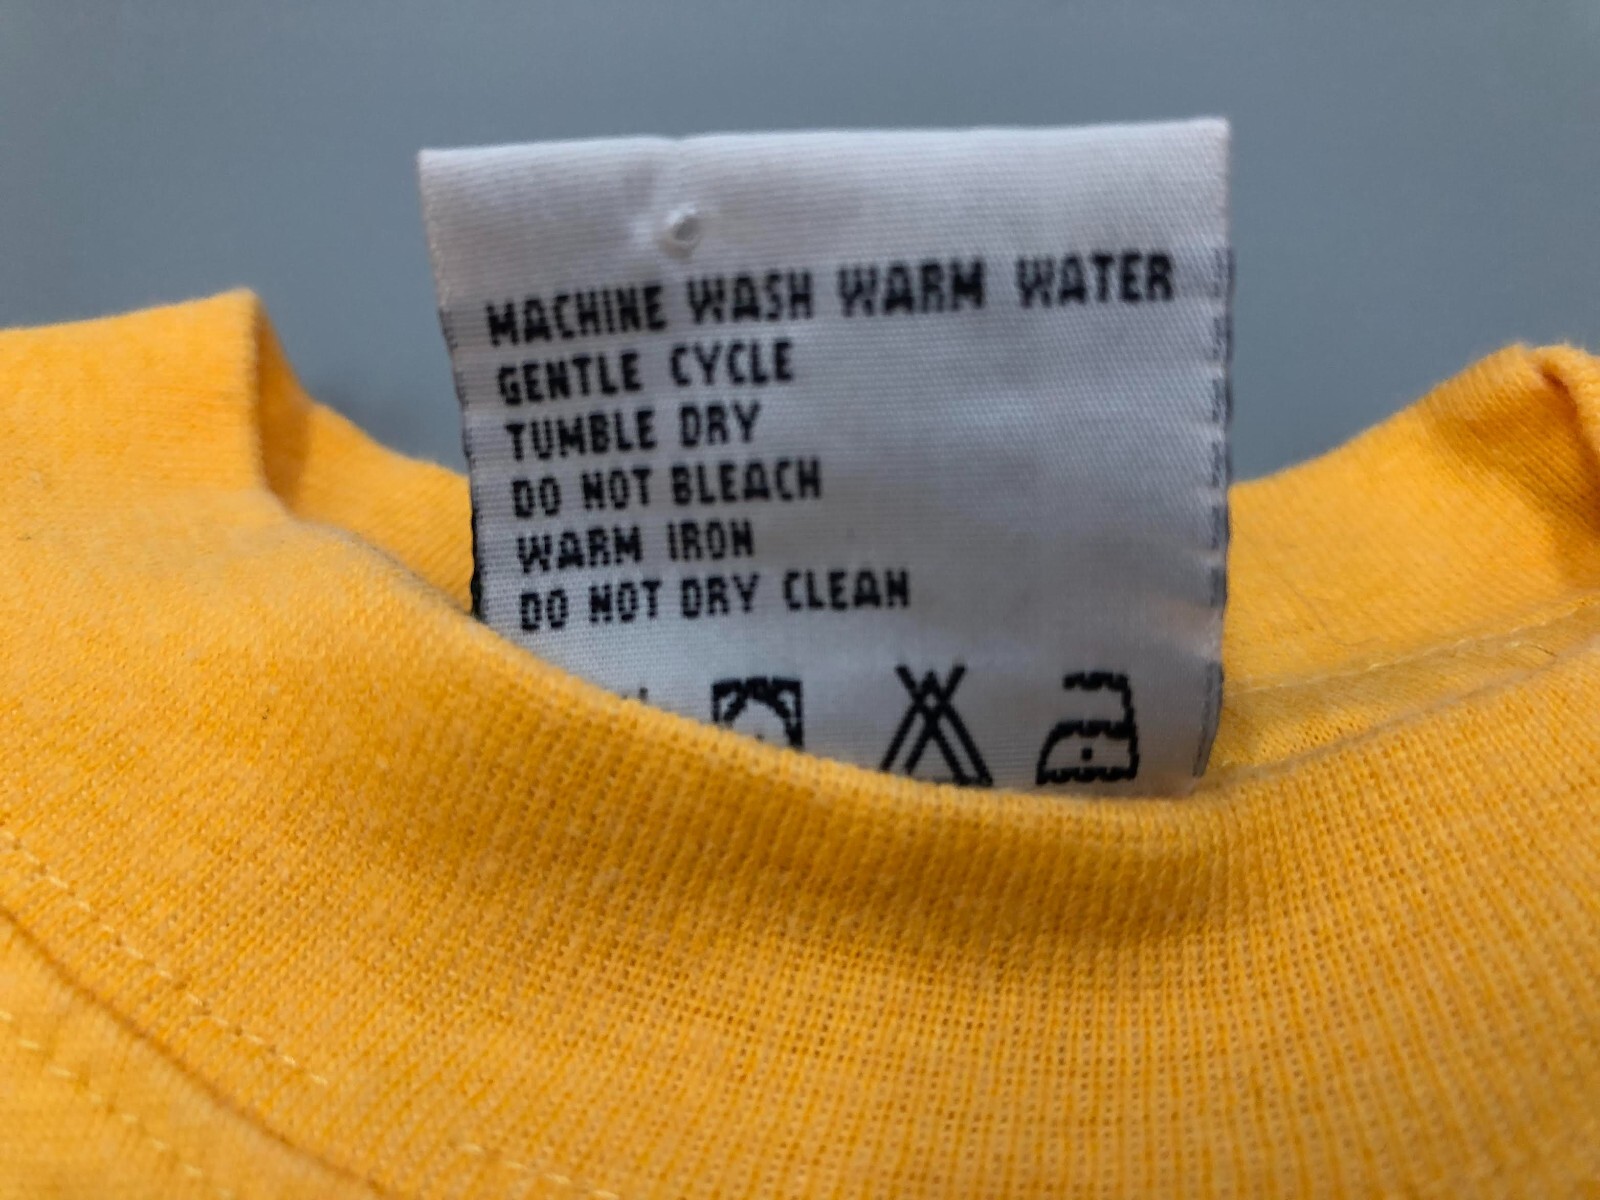 MACHINE WASH WARM WATER
GENTLE CYCLE
TUMBLE DRY
DO NOT BLEACH
WARM IRON
DO NOT DRY CLEAN